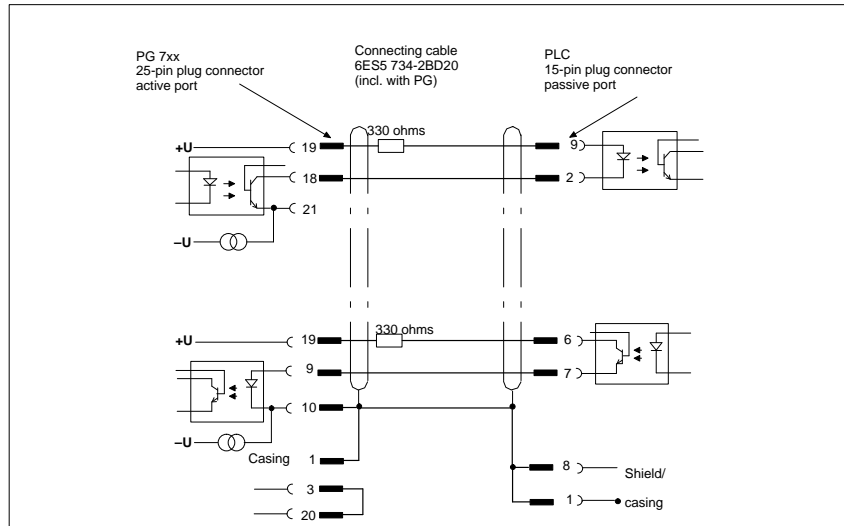 PG 7xx
25-pin plug connector
active port
Connecting cable
6ES5 734-2BD20
(incl. with PG)
PLC
15-pin plug connector
passive port
330 ohms
+U 19 9
18 2
21
–U
330 ohms
+U 19 6
9 7
10
–U
Casing 1 8 Shield/
3 1 casing
20